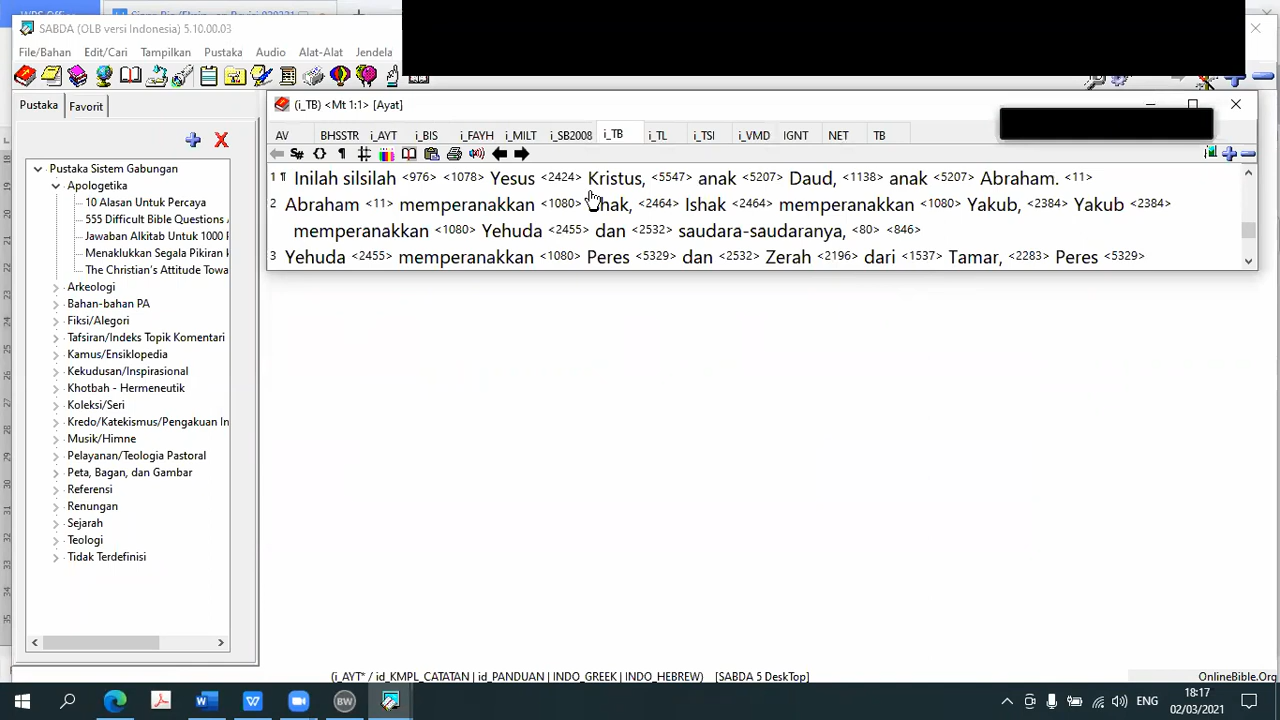 SABDA (OLB versi Indonesia) 5.10.00.03
File/Bahan Edit/Cari Tampilkan Pustaka Audio Alat-Alat Jendela
Pustaka Favorit
Pustaka Sistem Gabungan
Apologetika
10 Alasan Untuk Percaya
555 Difficult Bible Questions
Jawaban Alkitab Untuk 1000
Menaklukkan Segala Pikiran
The Christian's Attitude Towa
Arkeologi
Bahan-bahan PA
Fiksi/Alegori
Tafsiran/Indeks Topik Komentari
Kamus/Ensiklopedia
Kekudusan/Inspirasional
Khotbah - Hermeneutik
Koleksi/Seri
Kredo/Katekismus/Pengakuan In
Musik/Himne
Pelayanan/Teologia Pastoral
Peta, Bagan, dan Gambar
Referensi
Renungan
Sejarah
Teologi
Tidak Terdefinisi
(i_TB) <Mt 1:1> [Ayat]
AV BHSSTR i_AYT i_BIS i_FAYH i_MILT i_SB2008 i_TB i_TL i_TSI i_VMD IGNT NET TB
1 ¶ Inilah silsilah <976> <1078> Yesus <2424> Kristus, <5547> anak <5207> Daud, <1138> anak <5207> Abraham. <11>
2 Abraham <11> memperanakkan <1080> hak, <2464> Ishak <2464> memperanakkan <1080> Yakub, <2384> Yakub <2384>
memperanakkan <1080> Yehuda <2455> dan <2532> saudara-saudaranya, <80> <846>
3 Yehuda <2455> memperanakkan <1080> Peres <5329> dan <2532> Zerah <2196> dari <1537> Tamar, <2283> Peres <5329>
(i_AYT* / id_KMPL_CATATAN | id_PANDUAN | INDO_GREEK | INDO_HEBREW) [SABDA 5 DeskTop]
OnlineBible.Org
ENG
18:17
02/03/2021